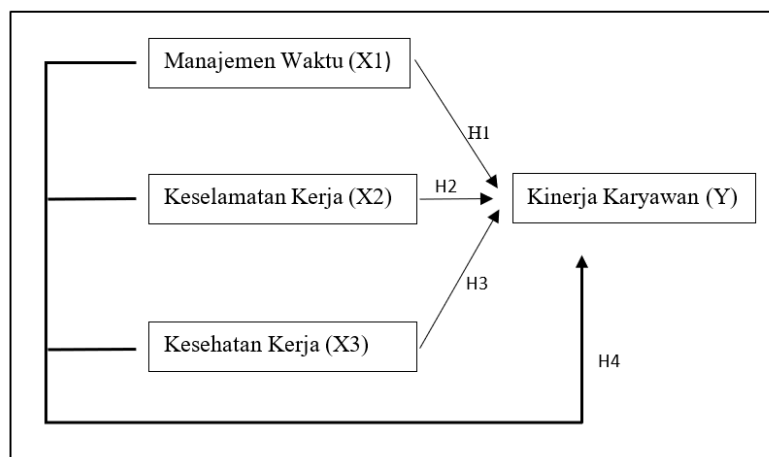 Manajemen Waktu (X1)
H1
Keselamatan Kerja (X2)
H2
Kinerja Karyawan (Y)
H3
Kesehatan Kerja (X3)
H4